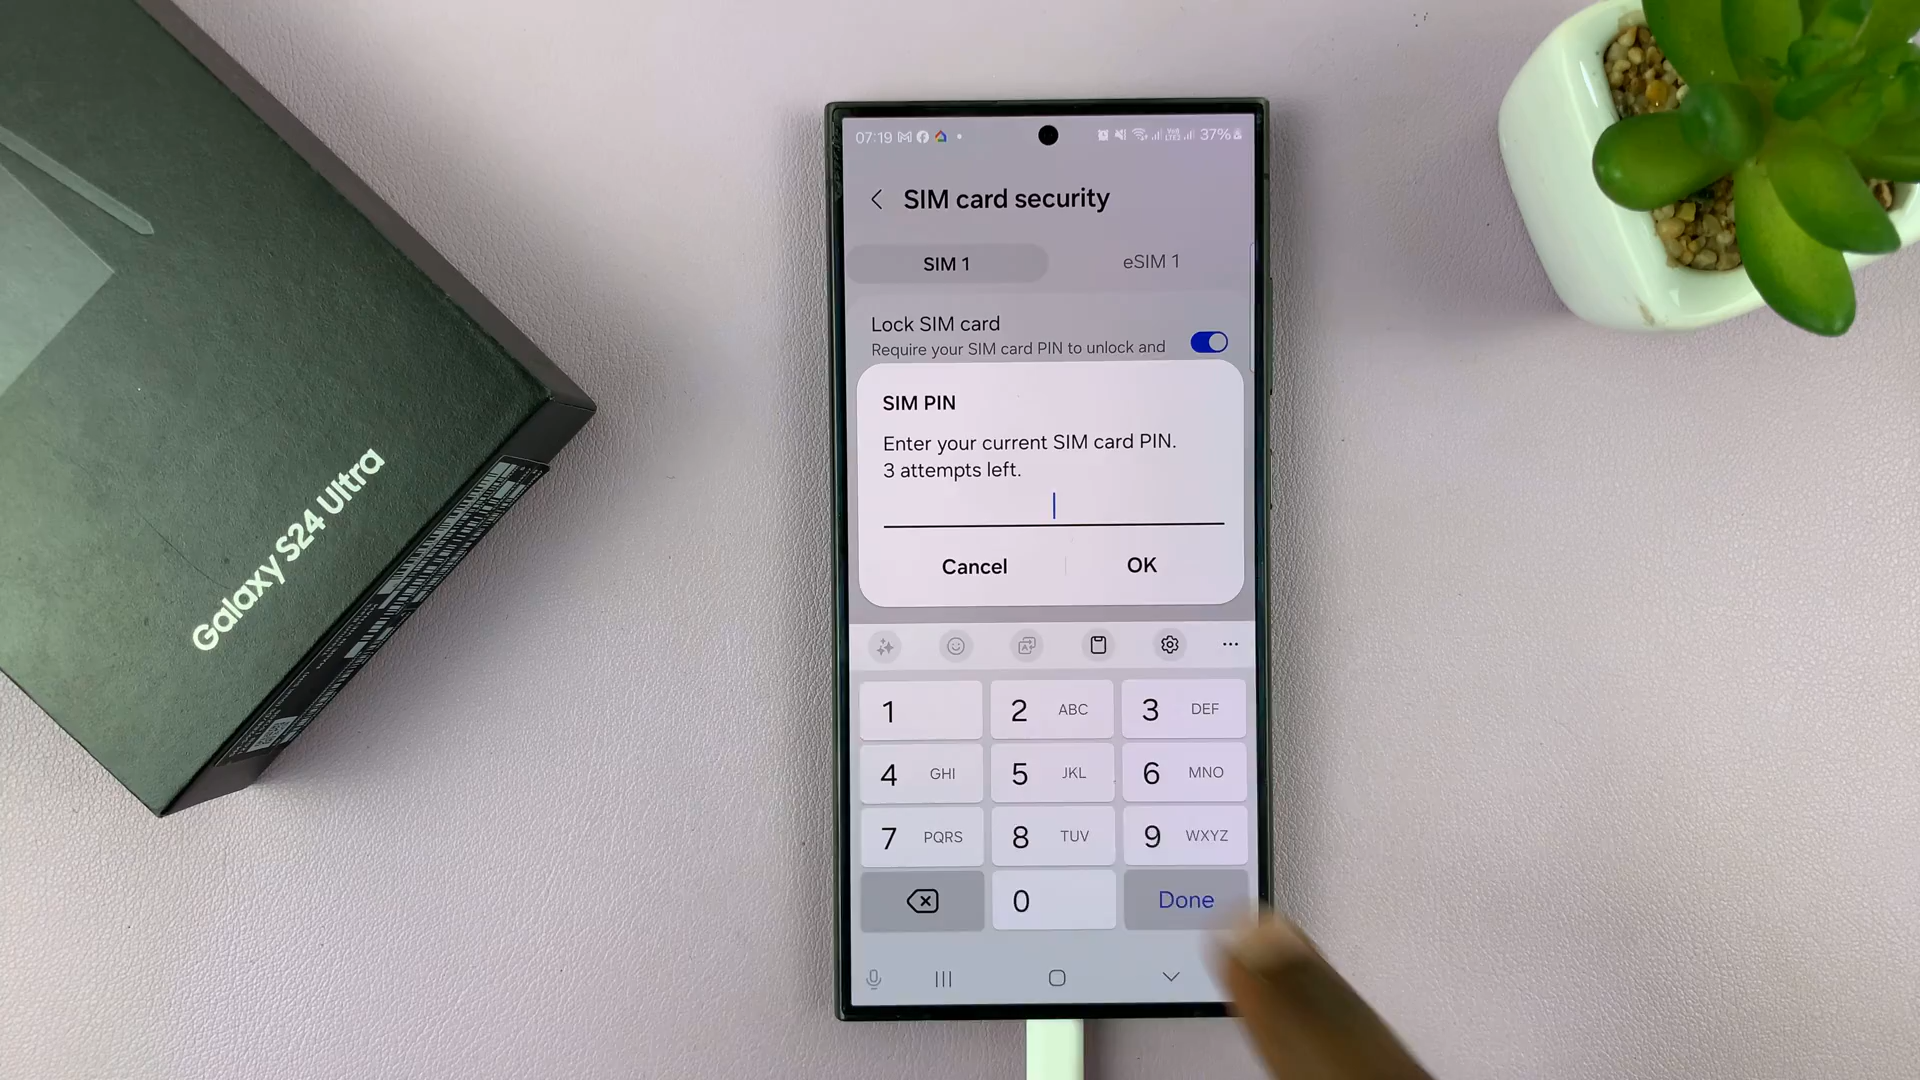 Galaxy S24 Ultra
07:19
37%
SIM card security
SIM 1
eSIM 1
Lock SIM card
Require your SIM card PIN to unlock and
SIM PIN
Enter your current SIM card PIN.
3 attempts left.
Cancel
OK
1
2 ABC
3 DEF
4 GHI
5 JKL
6 MNO
7 PQRS
8 TUV
9 WXYZ
0
Done